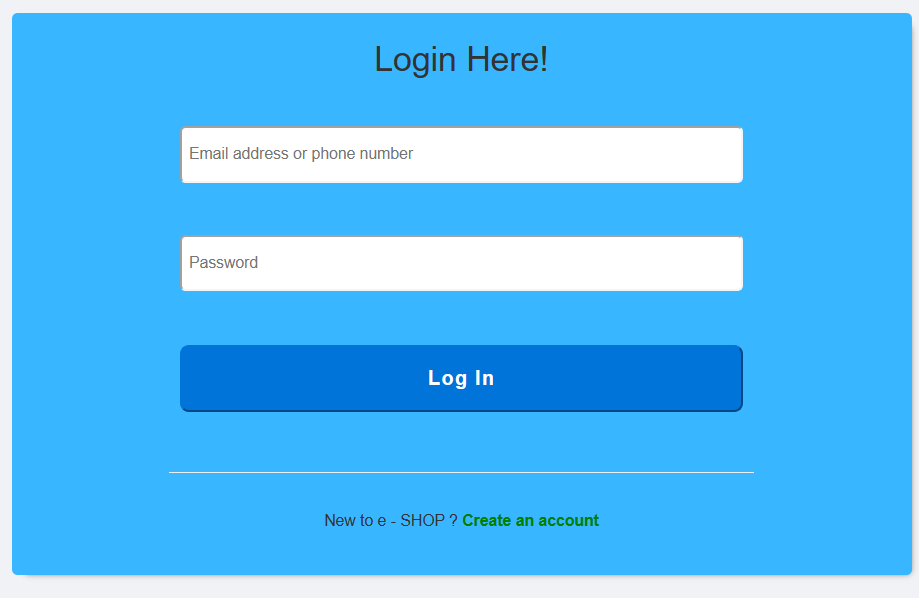 Login Here!
Email address or phone number
Password
Log In
New to e - SHOP ? Create an account